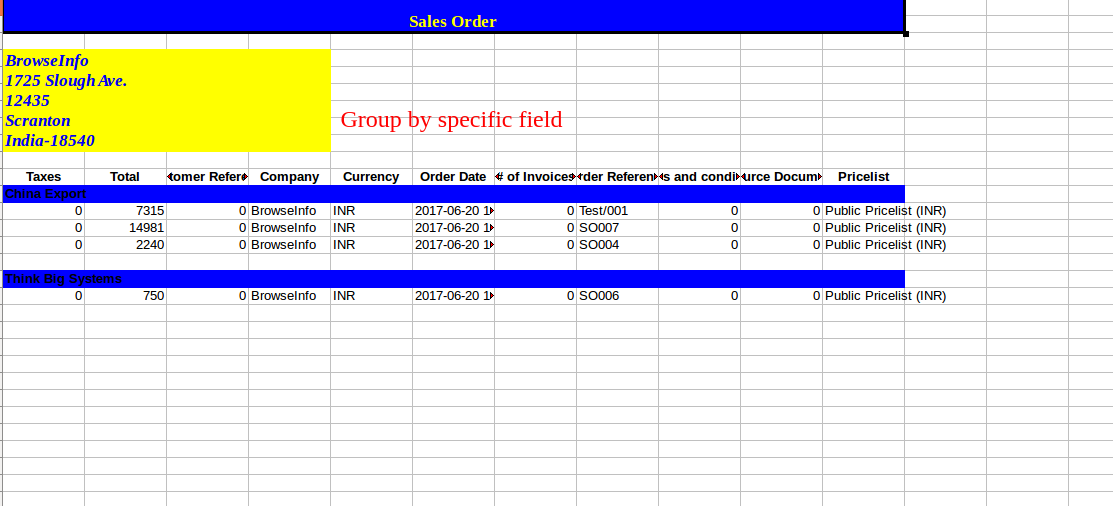 Sales Order
BrowseInfo
1725 Slough Ave.
12435
Scranton
India-18540
Group by specific field
Taxes Total tomer Refere Company Currency Order Date # of Invoices rder Referen s and condi urce Docum Pricelist
China Export
0 7315 0 BrowseInfo INR 2017-06-20 1 0 Test/001 0 0 Public Pricelist (INR)
0 14981 0 BrowseInfo INR 2017-06-20 1 0 SO007 0 0 Public Pricelist (INR)
0 2240 0 BrowseInfo INR 2017-06-20 1 0 SO004 0 0 Public Pricelist (INR)
Think Big Systems
0 750 0 BrowseInfo INR 2017-06-20 1 0 SO006 0 0 Public Pricelist (INR)